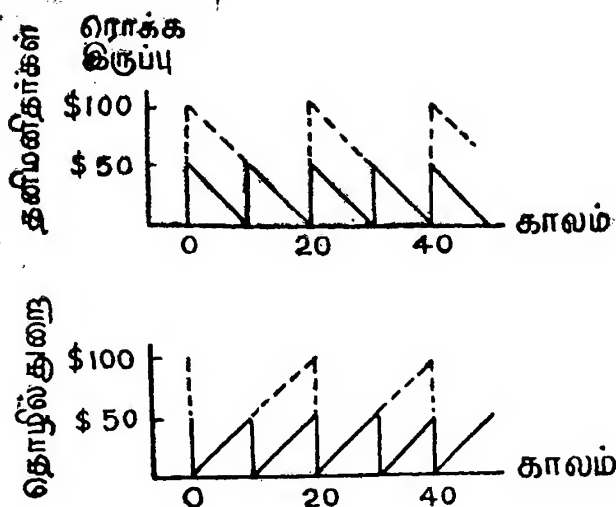 தனிமனிதர்கள்
ரொக்க
இருப்பு
$100
$50
0 20 40 காலம்
தொழில்துறை
$100
$50
0 20 40 காலம்